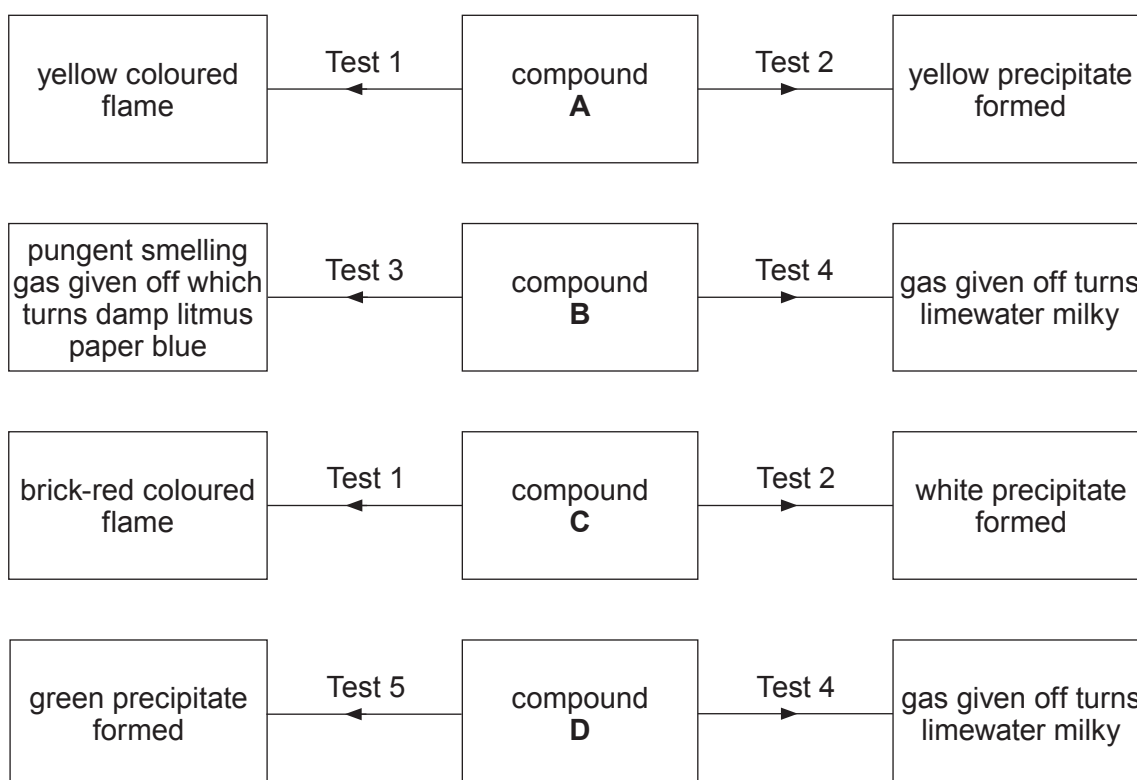 yellow coloured
flame
Test 1
compound
A
Test 2
yellow precipitate
formed
pungent smelling
gas given off which
turns damp litmus
paper blue
Test 3
compound
B
Test 4
gas given off turns
limewater milky
brick-red coloured
flame
Test 1
compound
C
Test 2
white precipitate
formed
green precipitate
formed
Test 5
compound
D
Test 4
gas given off turns
limewater milky